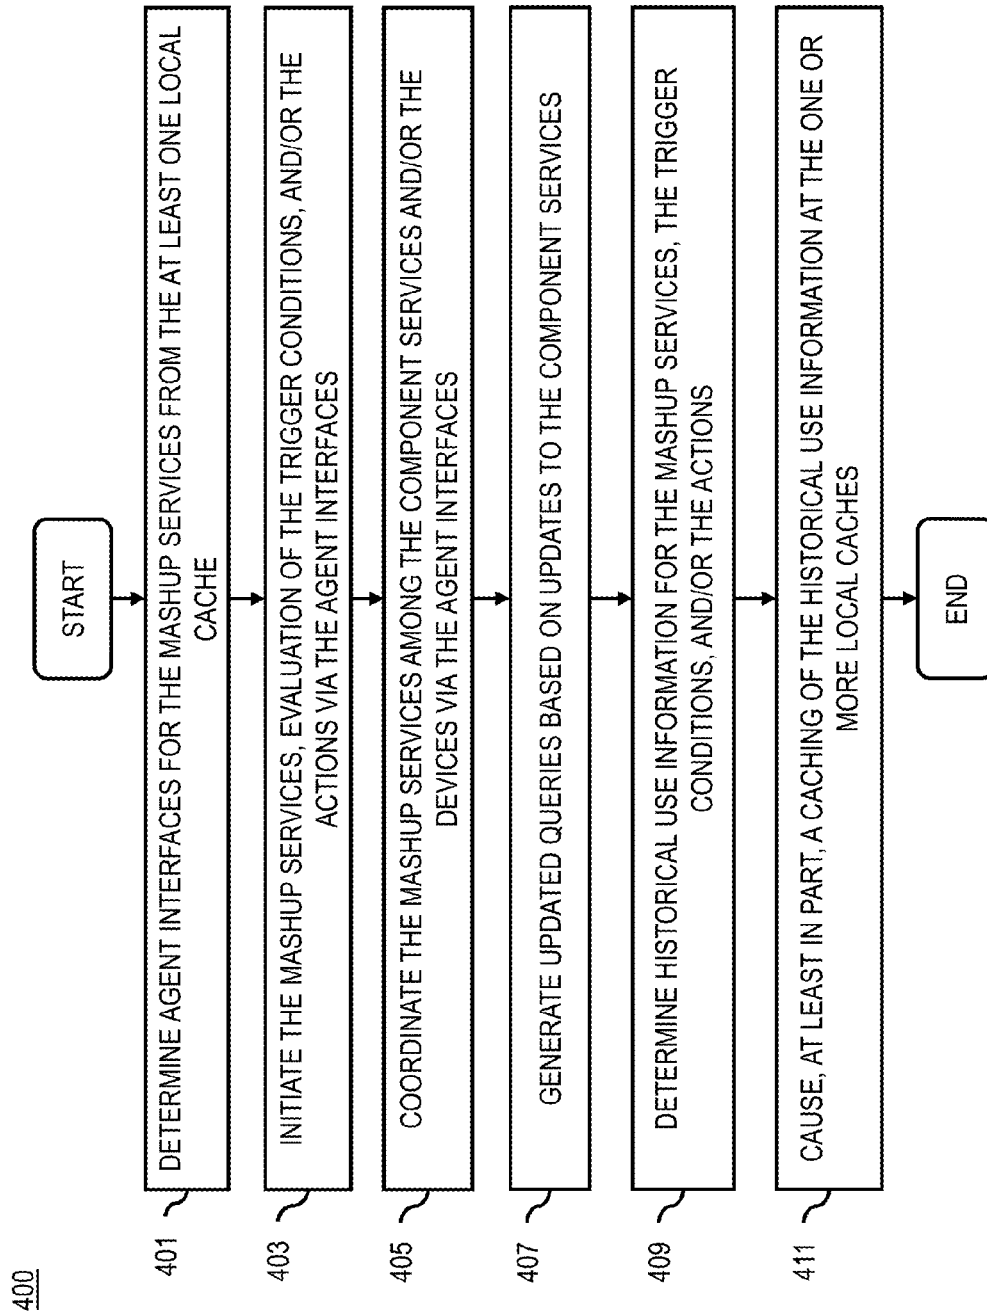 400
START
401
DETERMINE AGENT INTERFACES FOR THE MASHUP SERVICES FROM THE AT LEAST ONE LOCAL
CACHE
403
INITIATE THE MASHUP SERVICES, EVALUATION OF THE TRIGGER CONDITIONS, AND/OR THE
ACTIONS VIA THE AGENT INTERFACES
405
COORDINATE THE MASHUP SERVICES AMONG THE COMPONENT SERVICES AND/OR THE
DEVICES VIA THE AGENT INTERFACES
407
GENERATE UPDATED QUERIES BASED ON UPDATES TO THE COMPONENT SERVICES
409
DETERMINE HISTORICAL USE INFORMATION FOR THE MASHUP SERVICES, THE TRIGGER
CONDITIONS, AND/OR THE ACTIONS
411
CAUSE, AT LEAST IN PART, A CACHING OF THE HISTORICAL USE INFORMATION AT THE ONE OR
MORE LOCAL CACHES
END